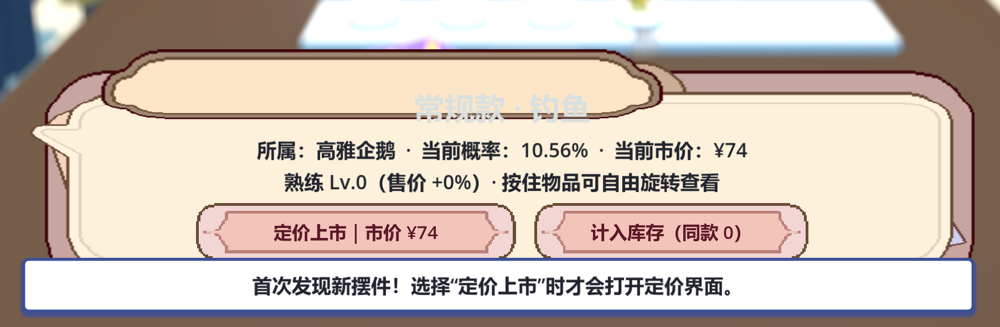 常规款 · 钓鱼
所属：高雅企鹅 · 当前概率：10.56% · 当前市价：¥74
熟练 Lv.0（售价 +0%）· 按住物品可自由旋转查看
定价上市 | 市价 ¥74
计入库存（同款 0）
首次发现新摆件！选择“定价上市”时才会打开定价界面。